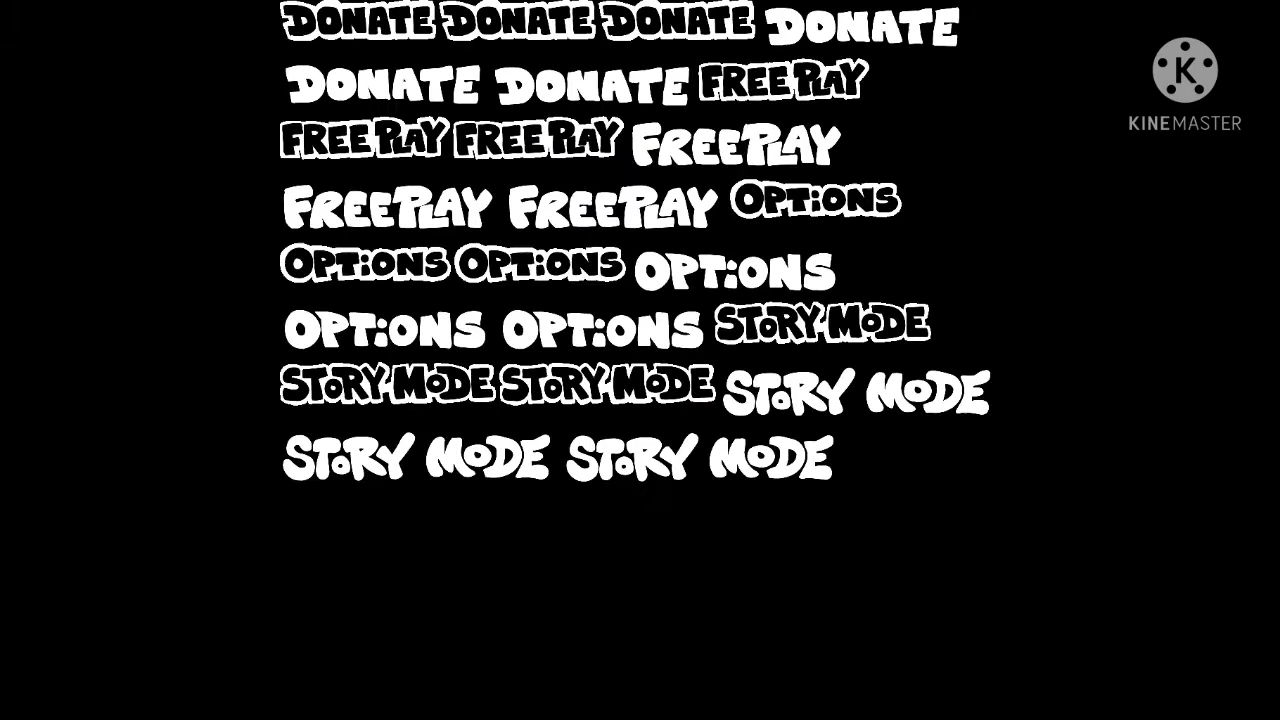 DONATE DONATE DONATE DONATE
DONATE DONATE FREEPLAY
FREEPLAY FREEPLAY FREEPLAY
FREEPLAY FREEPLAY OPTiONS
OPTiONS OPTiONS OPTiONS
OPTiONS OPTiONS STORY MODE
STORY MODE STORY MODE STORY MODE
STORY MODE STORY MODE
K
KINEMASTER